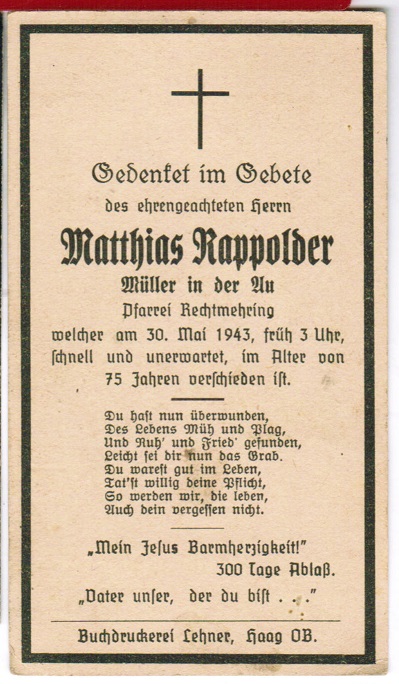 Gedenket im Gebete
des ehrengeachteten Herrn
Matthias Rappolder
Müller in der Au
Pfarrei Rechtmehring
welcher am 30. Mai 1943, früh 3 Uhr,
schnell und unerwartet, im Alter von
75 Jahren verschieden ist.
Du hast nun überwunden,
Des Lebens Müh und Plag,
Und Ruh' und Fried' gefunden,
Leicht sei dir nun das Grab.
Du warest gut im Leben,
Tat'st willig deine Pflicht,
So werden wir, die leben,
Auch dein vergessen nicht.
„Mein Jesus Barmherzigkeit!"
300 Tage Ablaß.
„Vater unser, der du bist . . ."
Buchdruckerei Lehner, Haag OB.